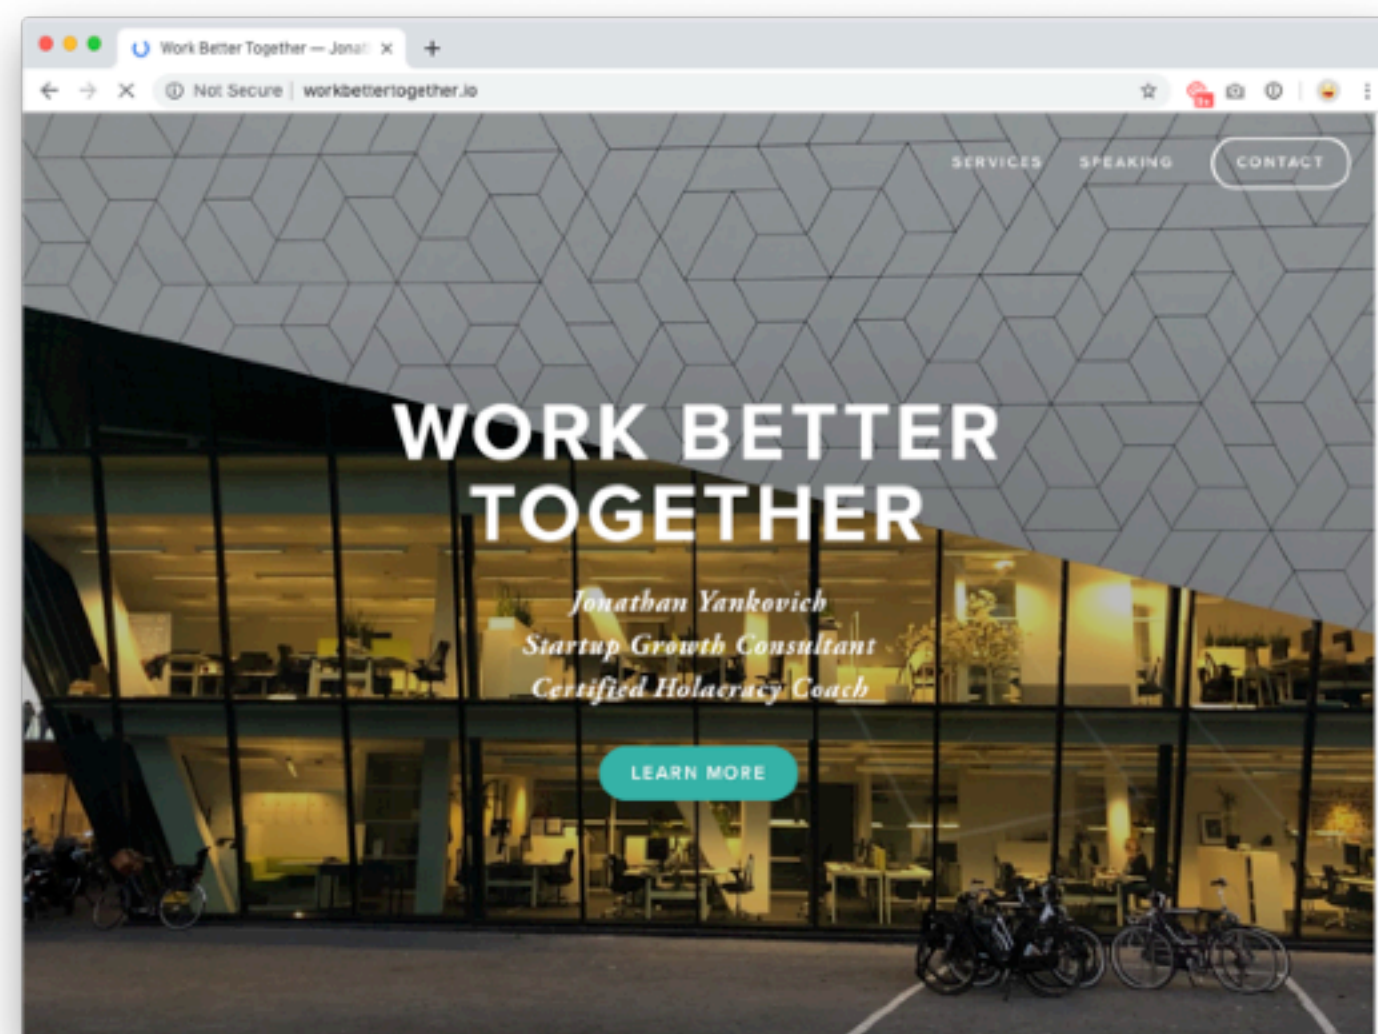 Work Better Together — Jonat
Not Secure | workbettertogether.io
SERVICES SPEAKING CONTACT
WORK BETTER
TOGETHER
Jonathan Yankovich
Startup Growth Consultant
Certified Holacracy Coach
LEARN MORE